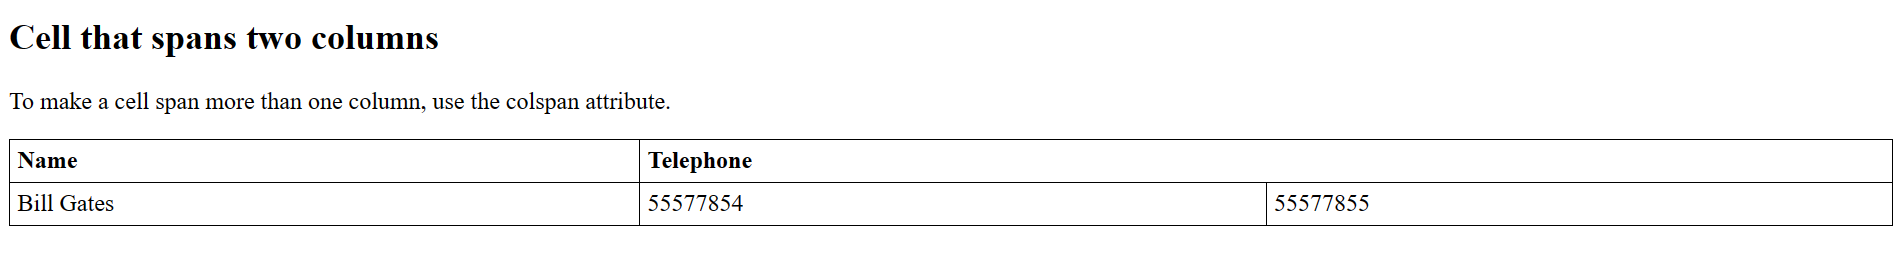 Cell that spans two columns
To make a cell span more than one column, use the colspan attribute.
Name Telephone
Bill Gates 55577854 55577855